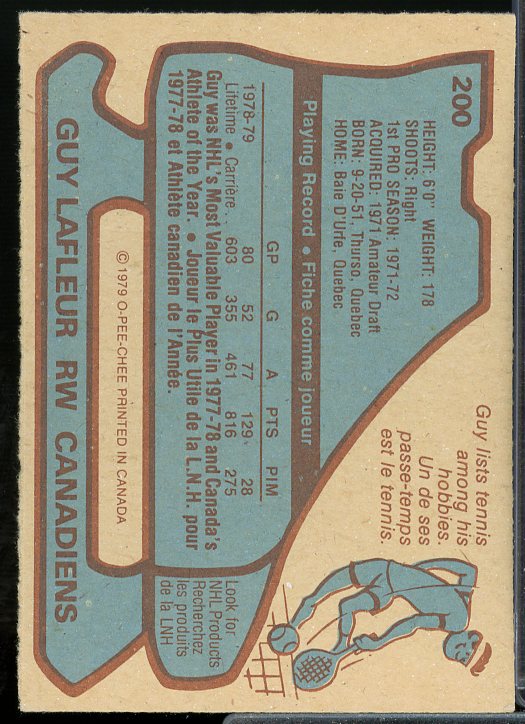 200
HEIGHT: 6'0" WEIGHT: 178
SHOOTS: Right
1st PRO SEASON: 1971-72
ACQUIRED: 1971 Amateur Draft
BORN: 9-20-51, Thurso, Quebec
HOME: Baie D'Urle, Quebec
Guy lists tennis
among his
hobbies.
Un de ses
passe-temps
est le tennis.
Playing Record • Fiche comme joueur
GP G A PTS PIM
1978-79 80 52 77 129 28
Lifetime • Carrière . . 603 355 461 816 275
Guy was NHL's Most Valuable Player in 1977-78 and Canada's
Athlete of the Year. • Joueur le Plus Utile de la L.N.H. pour
1977-78 et Athlète canadien de l'Année.
Look for
NHL Products
Recherchez
les produits
de la LNH
© 1979 O-PEE-CHEE PRINTED IN CANADA
GUY LAFLEUR RW CANADIENS